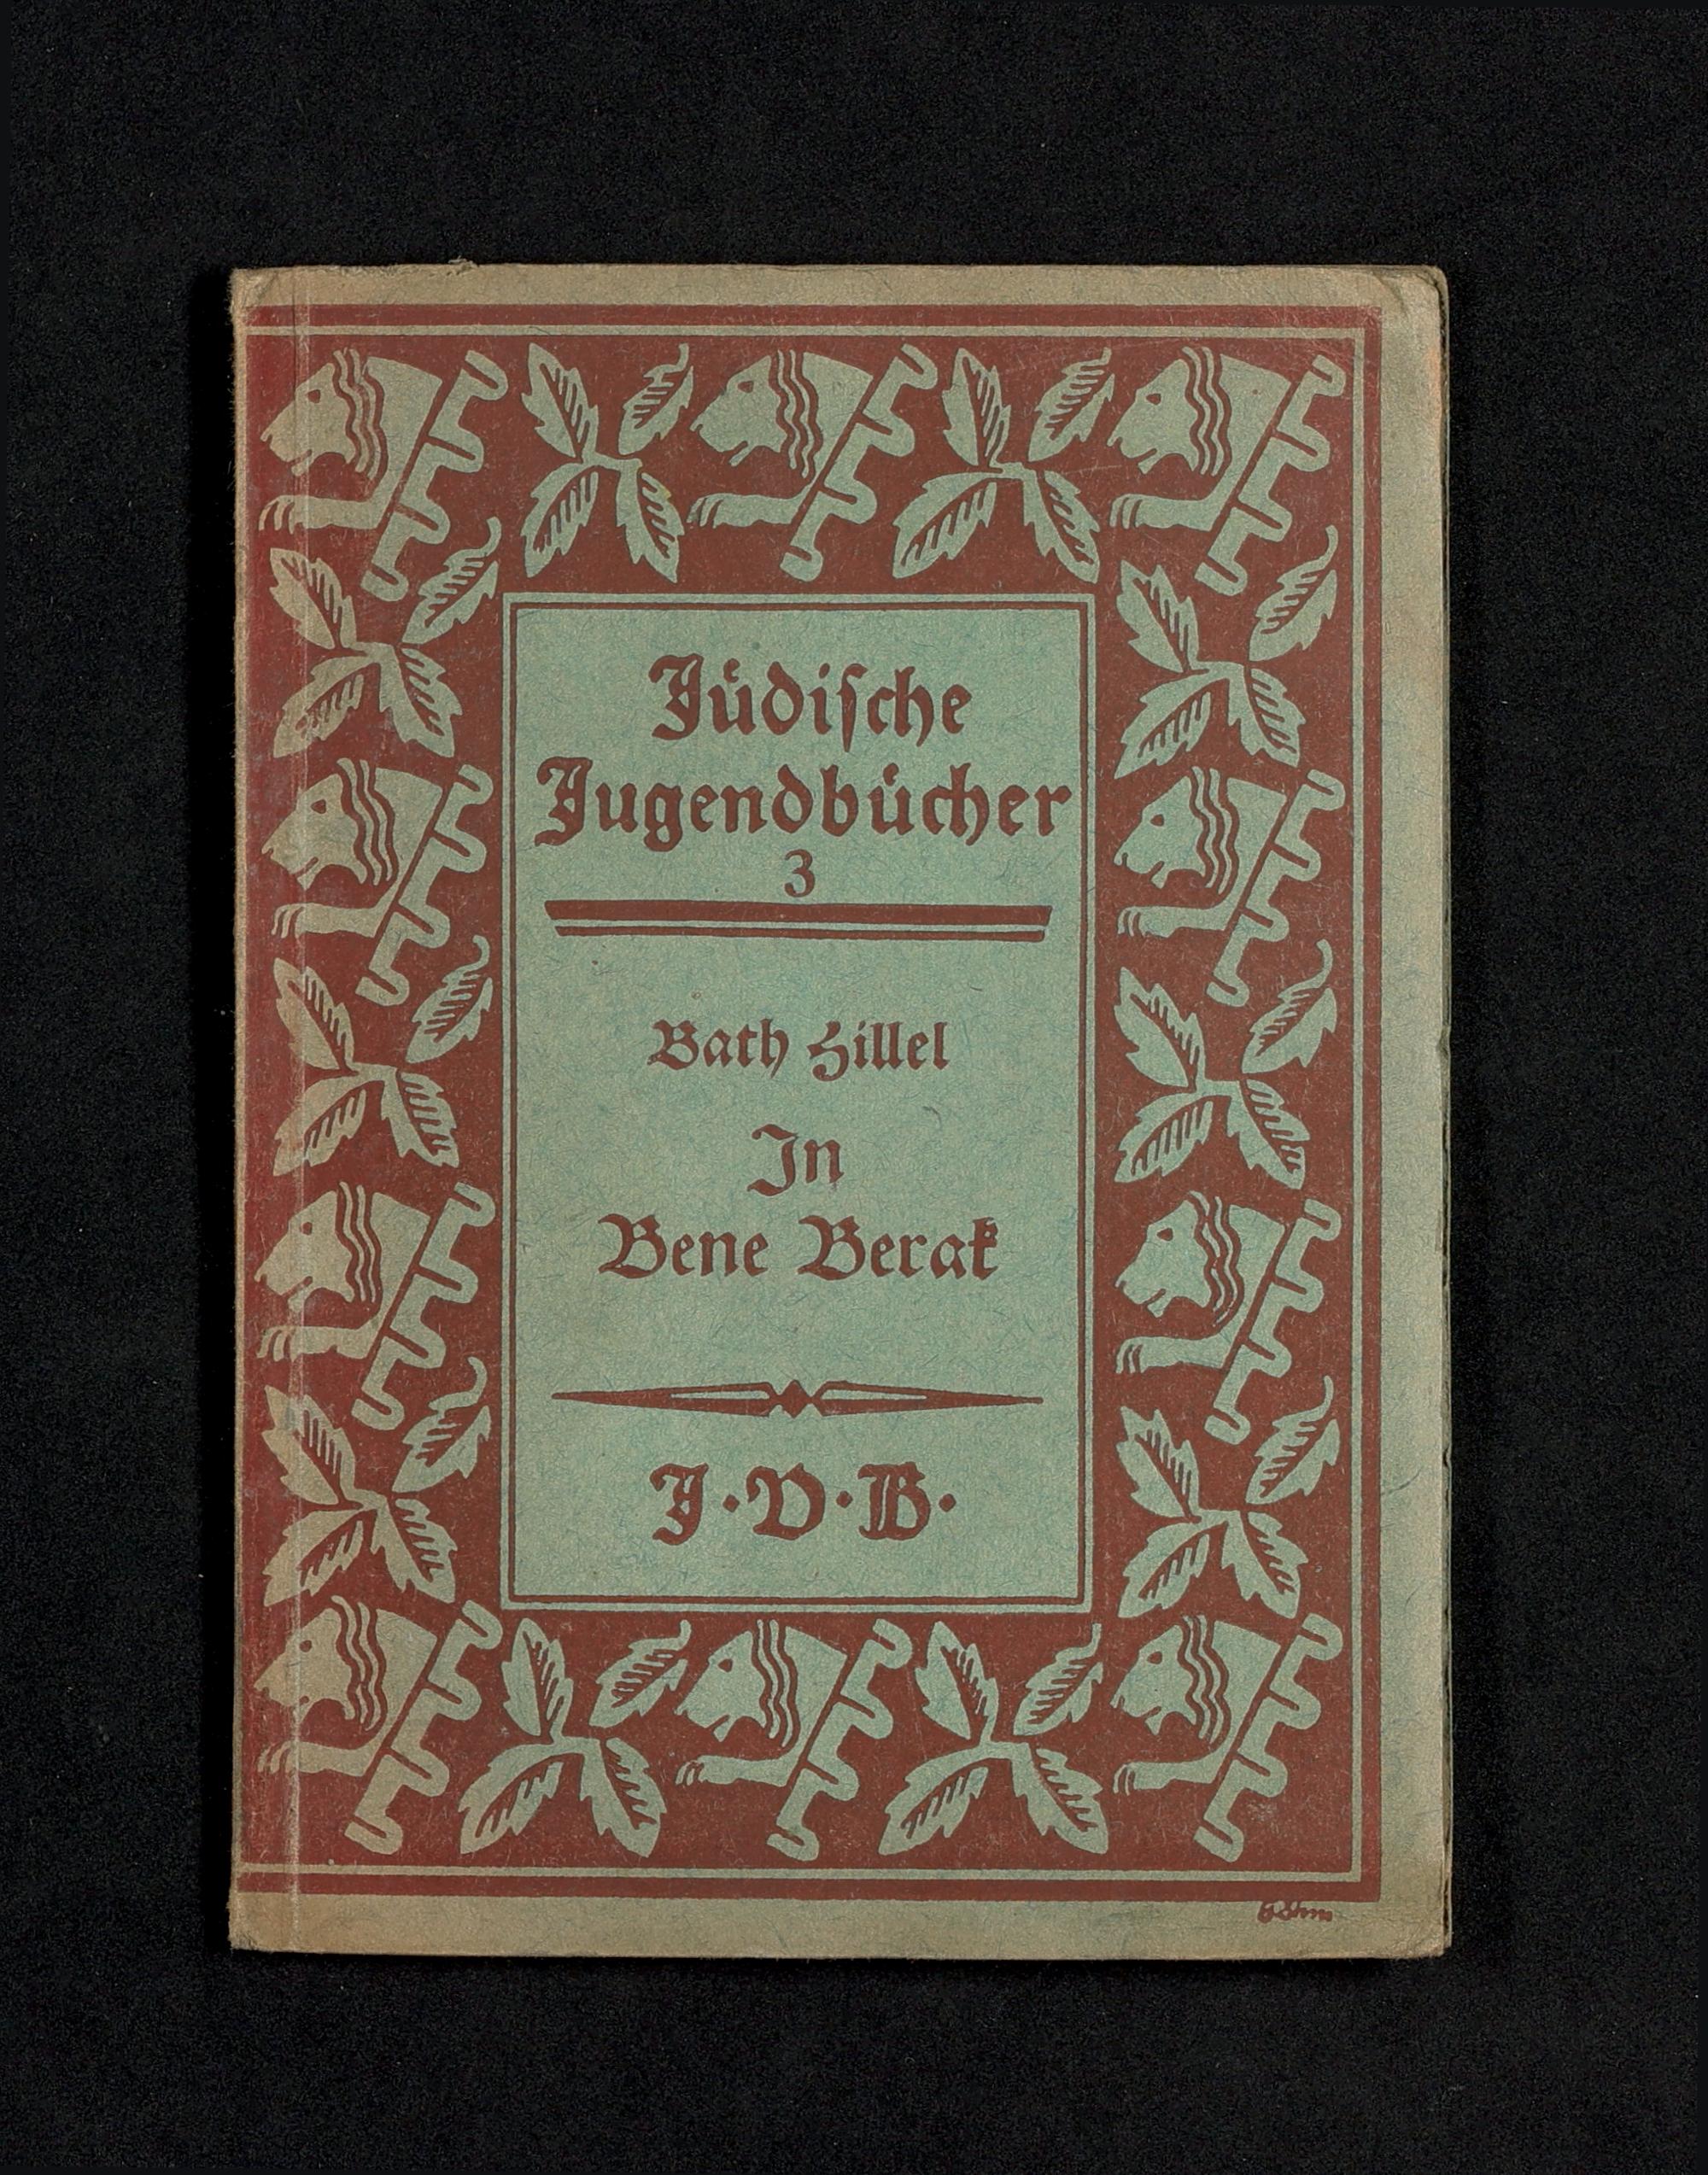 Jüdische
Jugendbücher
3
Bath Hillel
In
Bene Berak
J·V·B·